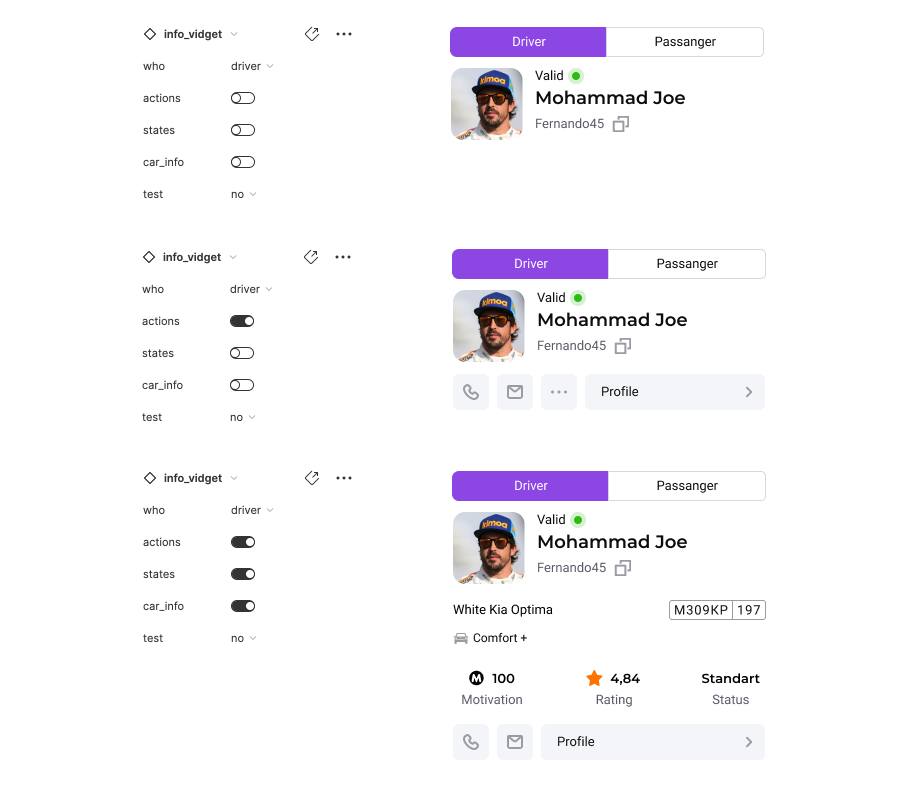 info_vidget
who driver
actions
states
car_info
test no
Driver Passanger
kimoa
Valid
Mohammad Joe
Fernando45
info_vidget
who driver
actions
states
car_info
test no
Driver Passanger
kimoa
Valid
Mohammad Joe
Fernando45
Profile
info_vidget
who driver
actions
states
car_info
test no
Driver Passanger
kimoa
Valid
Mohammad Joe
Fernando45
White Kia Optima M309KP 197
Comfort +
M 100 4,84 Standart
Motivation Rating Status
Profile